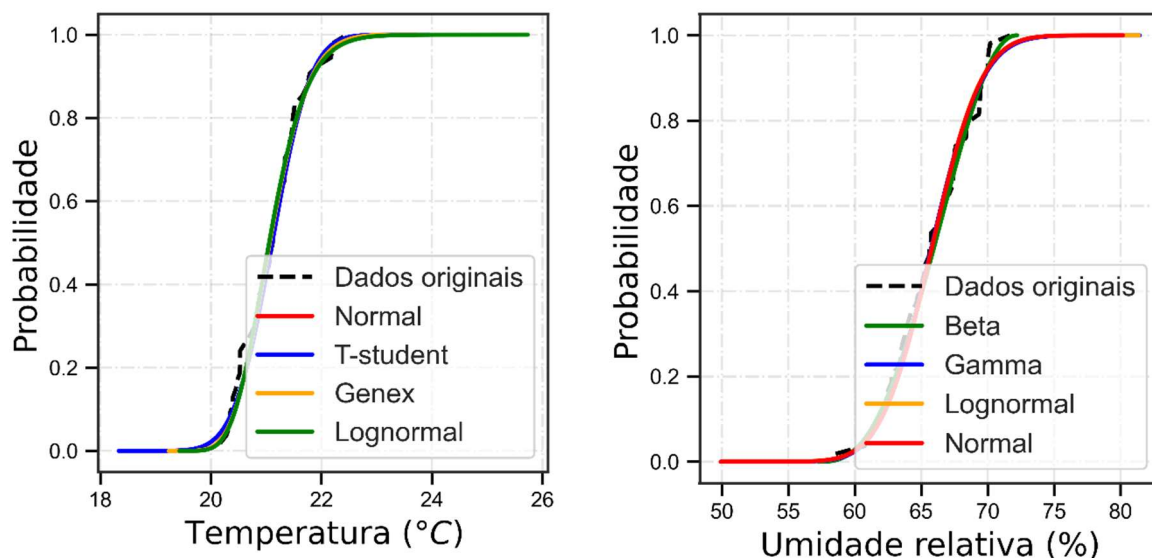 Probabilidade
1.0
0.8
0.6
0.4
0.2
0.0
Dados originais
Normal
T-student
Genex
Lognormal
18
20
22
24
26
Temperatura (°C)
Probabilidade
1.0
0.8
0.6
0.4
0.2
0.0
Dados originais
Beta
Gamma
Lognormal
Normal
50
55
60
65
70
75
80
Umidade relativa (%)